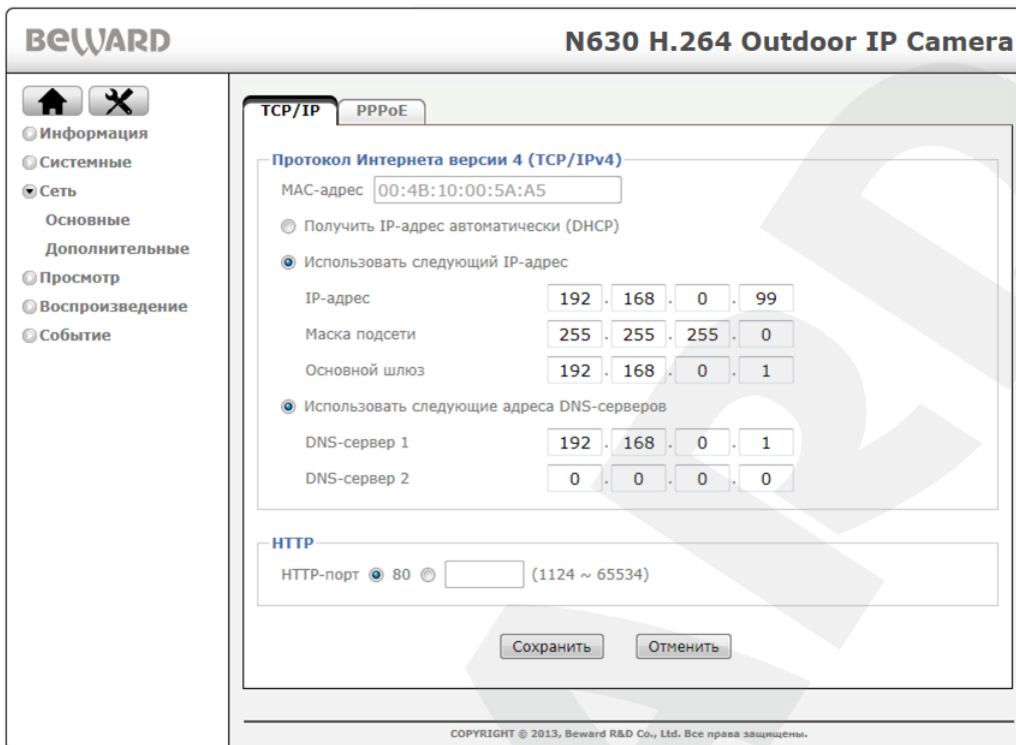 BEWARD
N630 H.264 Outdoor IP Camera
Информация
Системные
Сеть
Основные
Дополнительные
Просмотр
Воспроизведение
Событие
TCP/IP PPPoE
Протокол Интернета версии 4 (TCP/IPv4)
MAC-адрес 00:4B:10:00:5A:A5
Получить IP-адрес автоматически (DHCP)
Использовать следующий IP-адрес
IP-адрес 192 . 168 . 0 . 99
Маска подсети 255 . 255 . 255 . 0
Основной шлюз 192 . 168 . 0 . 1
Использовать следующие адреса DNS-серверов
DNS-сервер 1 192 . 168 . 0 . 1
DNS-сервер 2 0 . 0 . 0 . 0
HTTP
HTTP-порт 80 (1124 ~ 65534)
Сохранить Отменить
COPYRIGHT © 2013, Beward R&D Co., Ltd. Все права защищены.